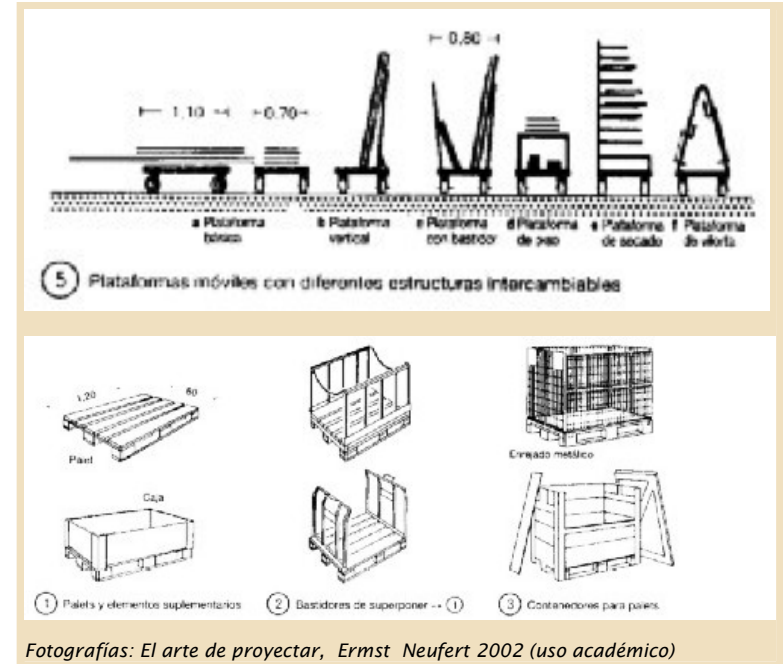 0,80
1,10
0,70
a Plataforma básica
b Plataforma vertical
c Plataforma con bastidor
d Plataforma de piso
e Plataforma de secado
f Plataforma de
5 Plataformas móviles con diferentes estructuras intercambiables
1,20
80
Palet
Caja
Enrejado metálico
1 Palets y elementos suplementarios
2 Bastidores de superponer → 1
3 Contenedores para palets
Fotografías: El arte de proyectar, Ermst Neufert 2002 (uso académico)